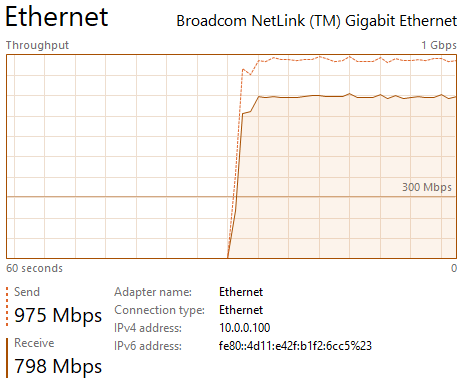 Ethernet
Broadcom NetLink (TM) Gigabit Ethernet
Throughput
1 Gbps
300 Mbps
60 seconds
0
Send
975 Mbps
Receive
798 Mbps
Adapter name: Ethernet
Connection type: Ethernet
IPv4 address: 10.0.0.100
IPv6 address: fe80::4d11:e42f:b1f2:6cc5%23